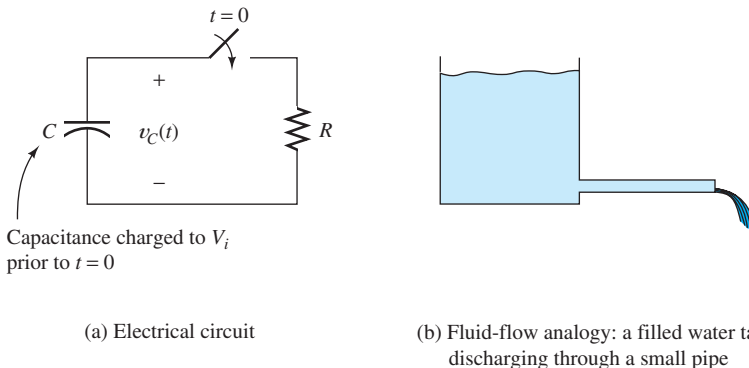 t = 0
+
C
v_C(t)
R
−
Capacitance charged to V_i
prior to t = 0
(a) Electrical circuit
(b) Fluid-flow analogy: a filled water ta
discharging through a small pipe